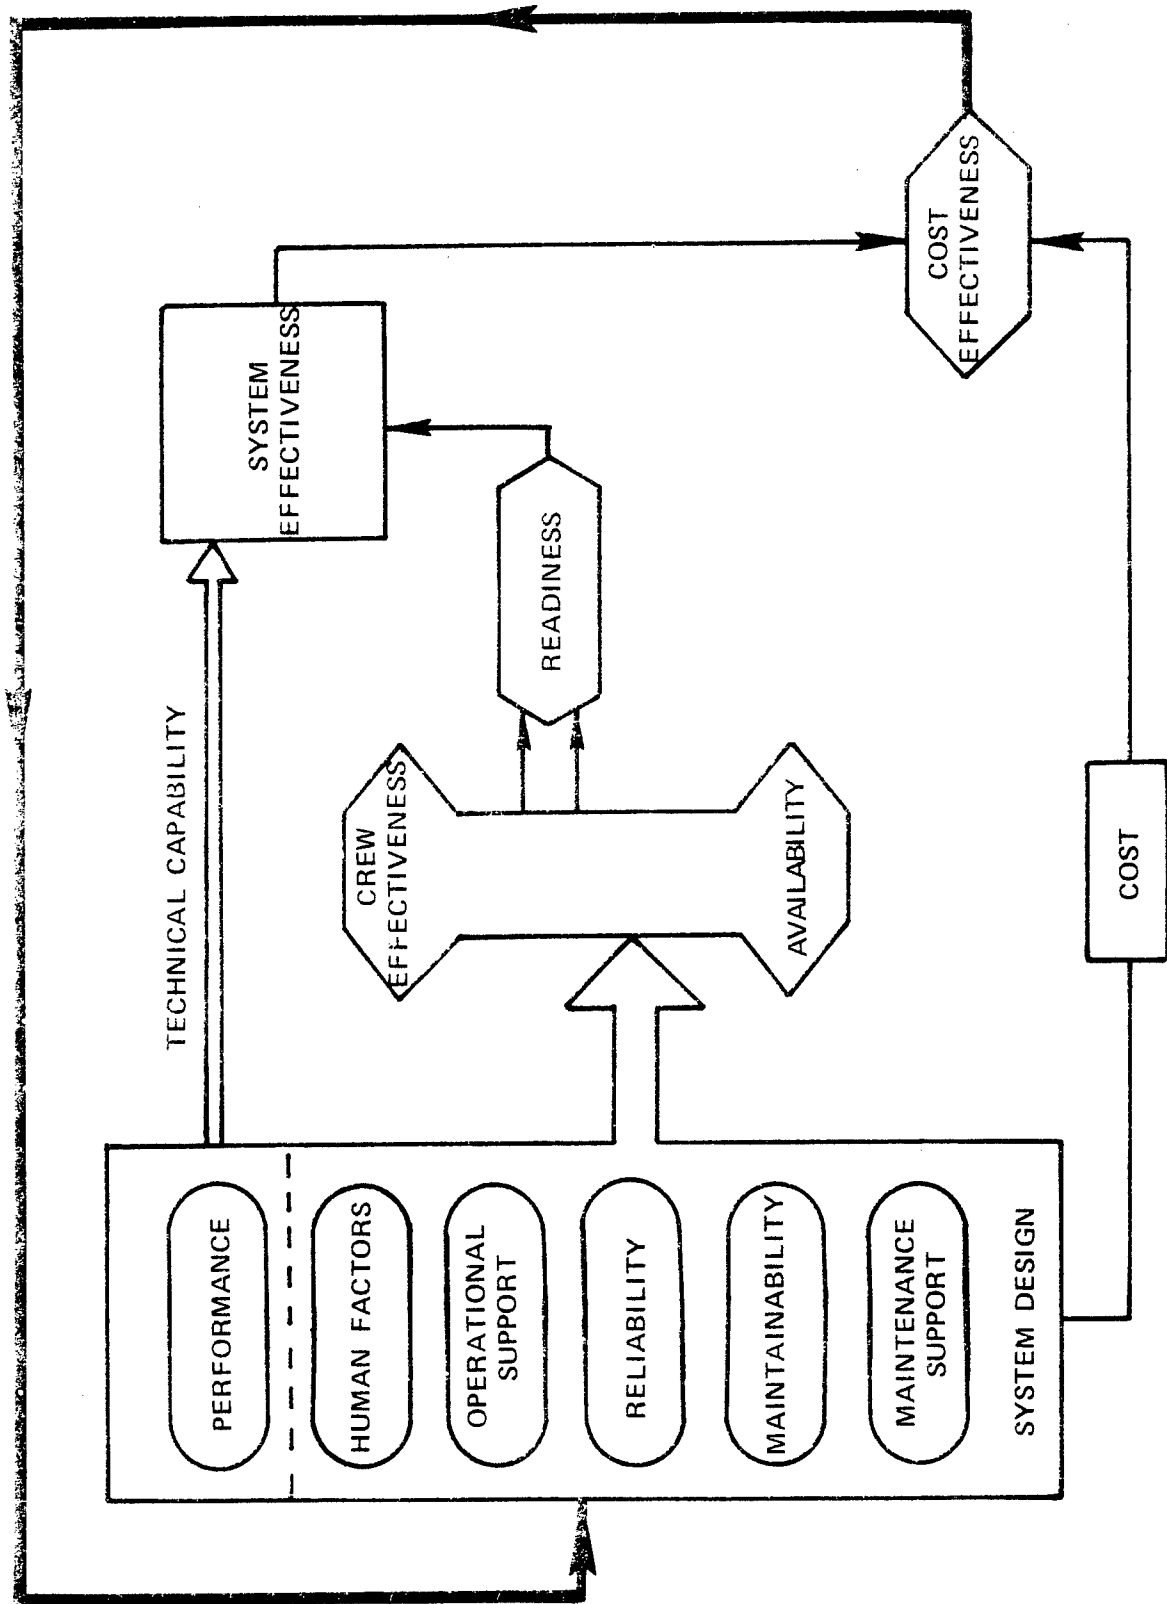 PERFORMANCE
HUMAN FACTORS
OPERATIONAL
SUPPORT
RELIABILITY
MAINTAINABILITY
MAINTENANCE
SUPPORT
SYSTEM DESIGN
TECHNICAL CAPABILITY
CREW
EFFECTIVENESS
AVAILABILITY
READINESS
SYSTEM
EFFECTIVENESS
COST
COST
EFFECTIVENESS